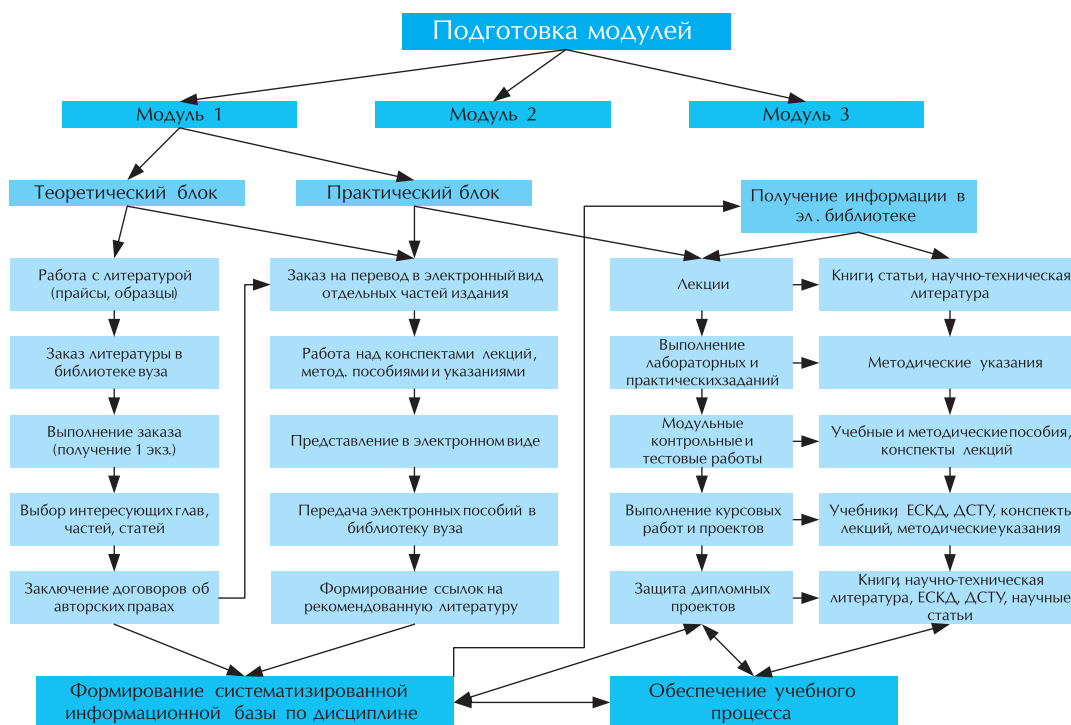 Подготовка модулей
Модуль 1
Модуль 2
Модуль 3
Теоретический блок
Практический блок
Получение информации в
эл. библиотеке
Работа с литературой
(прайсы, образцы)
Заказ на перевод в электронный вид
отдельных частей издания
Лекции
Книги, статьи, научно-техническая
литература
Заказ литературы в
библиотеке вуза
Работа над конспектами лекций,
метод. пособиями и указаниями
Выполнение
лабораторных и
практическихзаданий
Методические указания
Выполнение заказа
(получение 1 экз.)
Представление в электронном виде
Модульные
контрольные и
тестовые работы
Учебные и методические пособия,
конспекты лекций
Выбор интересующих глав,
частей, статей
Передача электронных пособий в
библиотеку вуза
Выполнение курсовых
работ и проектов
Учебники, ЕСКД, ДСТУ, конспекты
лекций, методические указания
Заключение договоров об
авторских правах
Формирование ссылок на
рекомендованную литературу
Защита дипломных
проектов
Книги, научно-техническая
литература, ЕСКД, ДСТУ, научные
статьи
Формирование систематизированной
информационной базы по дисциплине
Обеспечение учебного
процесса